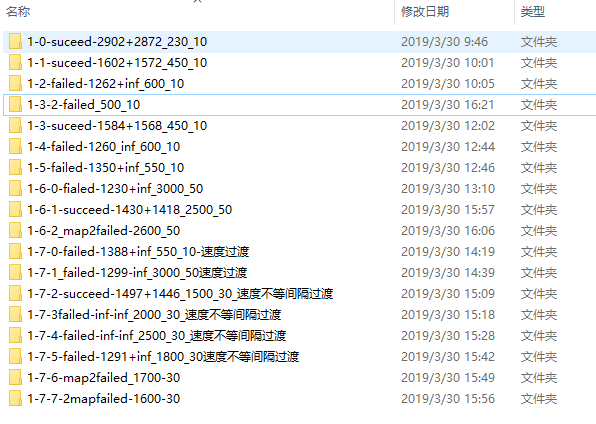 名称 修改日期 类型
1-0-suceed-2902+2872_230_10 2019/3/30 9:46 文件夹
1-1-suceed-1602+1572_450_10 2019/3/30 10:01 文件夹
1-2-failed-1262+inf_600_10 2019/3/30 10:05 文件夹
1-3-2-failed_500_10 2019/3/30 16:21 文件夹
1-3-suceed-1584+1568_450_10 2019/3/30 12:02 文件夹
1-4-failed-1260_inf_600_10 2019/3/30 12:44 文件夹
1-5-failed-1350+inf_550_10 2019/3/30 12:46 文件夹
1-6-0-fialed-1230+inf_3000_50 2019/3/30 13:10 文件夹
1-6-1-succeed-1430+1418_2500_50 2019/3/30 15:57 文件夹
1-6-2_map2failed-2600_50 2019/3/30 16:06 文件夹
1-7-0-failed-1388+inf_550_10-速度过渡 2019/3/30 14:19 文件夹
1-7-1_failed-1299-inf_3000_50速度过渡 2019/3/30 14:39 文件夹
1-7-2-succeed-1497+1446_1500_30_速度不等间隔过渡 2019/3/30 15:09 文件夹
1-7-3failed-inf-inf_2000_30_速度不等间隔过渡 2019/3/30 15:18 文件夹
1-7-4-failed-inf-inf_2500_30_速度不等间隔过渡 2019/3/30 15:28 文件夹
1-7-5-failed-1291+inf_1800_30速度不等间隔过渡 2019/3/30 15:42 文件夹
1-7-6-map2failed_1700-30 2019/3/30 15:49 文件夹
1-7-7-2mapfailed-1600-30 2019/3/30 15:56 文件夹